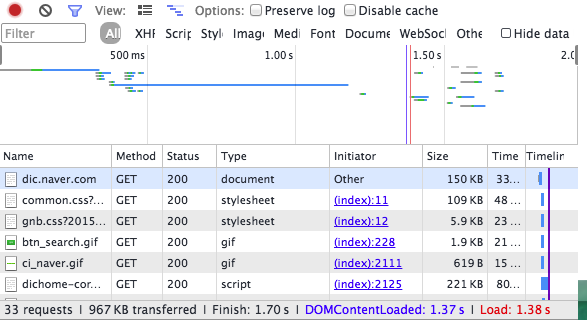 View: Options: Preserve log Disable cache
Filter All XHR Scrip Style Image Medi Font Docume WebSock Othe Hide data
500 ms 1.00 s 1.50 s 2.0
Name Method Status Type Initiator Size Time Timelin
dic.naver.com GET 200 document Other 150 KB 33...
common.css?... GET 200 stylesheet (index):11 109 KB 48 ...
gnb.css?2015... GET 200 stylesheet (index):12 5.9 KB 23 ...
btn_search.gif GET 200 gif (index):228 1.9 KB 21 ...
ci_naver.gif GET 200 gif (index):2111 619 B 15 ...
dichome-cor... GET 200 script (index):2125 221 KB 80...
33 requests | 967 KB transferred | Finish: 1.70 s | DOMContentLoaded: 1.37 s | Load: 1.38 s